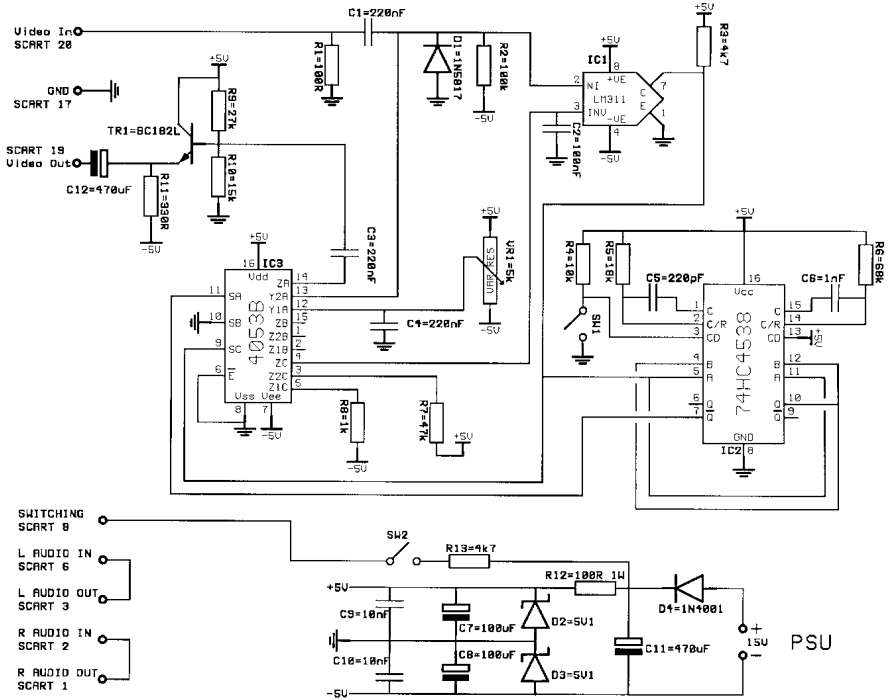 C1=220nF
Video In
SCART 20
GND
SCART 17
SCART 19
Video Out
C12=470uF
TR1=BC182L
+5V
R9=27k
R10=15k
R11=330R
-5V
R1=100R
D1=1N5817
R2=100k
-5V
+5V
IC1
8
+VE
2
NI
LM311
3
INV
-VE
4
-5V
7
C
E
1
R3=4k7
+5V
C2=100nF
C3=220nF
+5V
VR1=5k
VAR RES
-5V
C4=220nF
+5V
16
IC3
Vdd
4053B
11
SA
10
SB
9
SC
6
E
Vss
Vee
8
7
-5V
ZA
14
Y2A
13
Y1A
12
ZB
15
Z2B
1
Z1B
2
ZC
4
Z2C
3
Z1C
5
R8=1k
-5V
R7=47k
+5V
+5V
R4=10k
R5=18k
C5=220pF
SW1
R6=68k
C6=1nF
16
Vcc
74HC4538
1
C
2
C/R
3
CD
4
B
5
A
6
Q
7
Q
C
15
C/R
14
CD
13
+5V
B
12
A
11
Q
10
Q
9
GND
IC2
8
SWITCHING
SCART 8
L AUDIO IN
SCART 6
L AUDIO OUT
SCART 3
R AUDIO IN
SCART 2
R AUDIO OUT
SCART 1
SW2
R13=4k7
R12=100R 1W
+5V
C9=10nF
C7=100uF
D2=5V1
D4=1N4001
C10=10nF
C8=100uF
D3=5V1
C11=470uF
-5V
+
15V
-
PSU